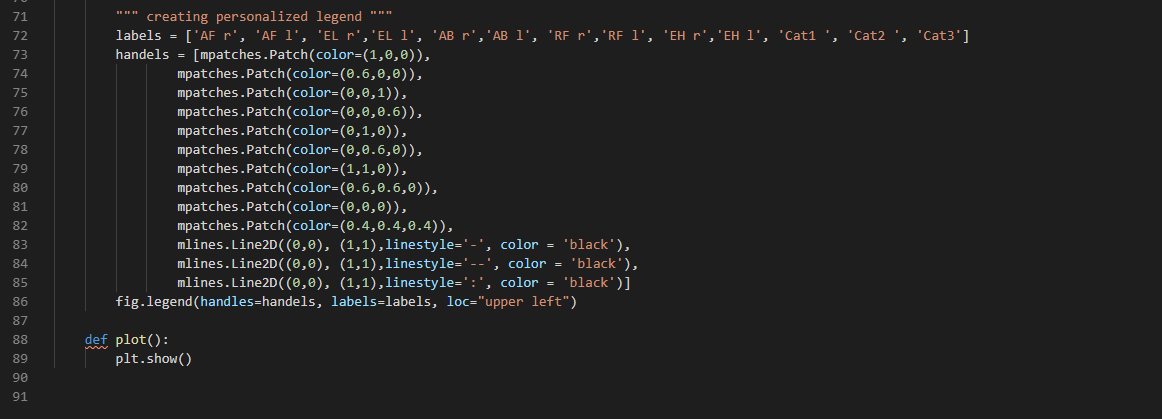 71 """ creating personalized legend """
72 labels = ['AF r', 'AF l', 'EL r','EL l', 'AB r','AB l', 'RF r','RF l', 'EH r','EH l', 'Cat1 ', 'Cat2 ', 'Cat3']
73 handels = [mpatches.Patch(color=(1,0,0)),
74 mpatches.Patch(color=(0.6,0,0)),
75 mpatches.Patch(color=(0,0,1)),
76 mpatches.Patch(color=(0,0,0.6)),
77 mpatches.Patch(color=(0,1,0)),
78 mpatches.Patch(color=(0,0.6,0)),
79 mpatches.Patch(color=(1,1,0)),
80 mpatches.Patch(color=(0.6,0.6,0)),
81 mpatches.Patch(color=(0,0,0)),
82 mpatches.Patch(color=(0.4,0.4,0.4)),
83 mlines.Line2D((0,0), (1,1),linestyle='-', color = 'black'),
84 mlines.Line2D((0,0), (1,1),linestyle='--', color = 'black'),
85 mlines.Line2D((0,0), (1,1),linestyle=':', color = 'black')]
86 fig.legend(handles=handels, labels=labels, loc="upper left")
87
88 def plot():
89 plt.show()
90
91